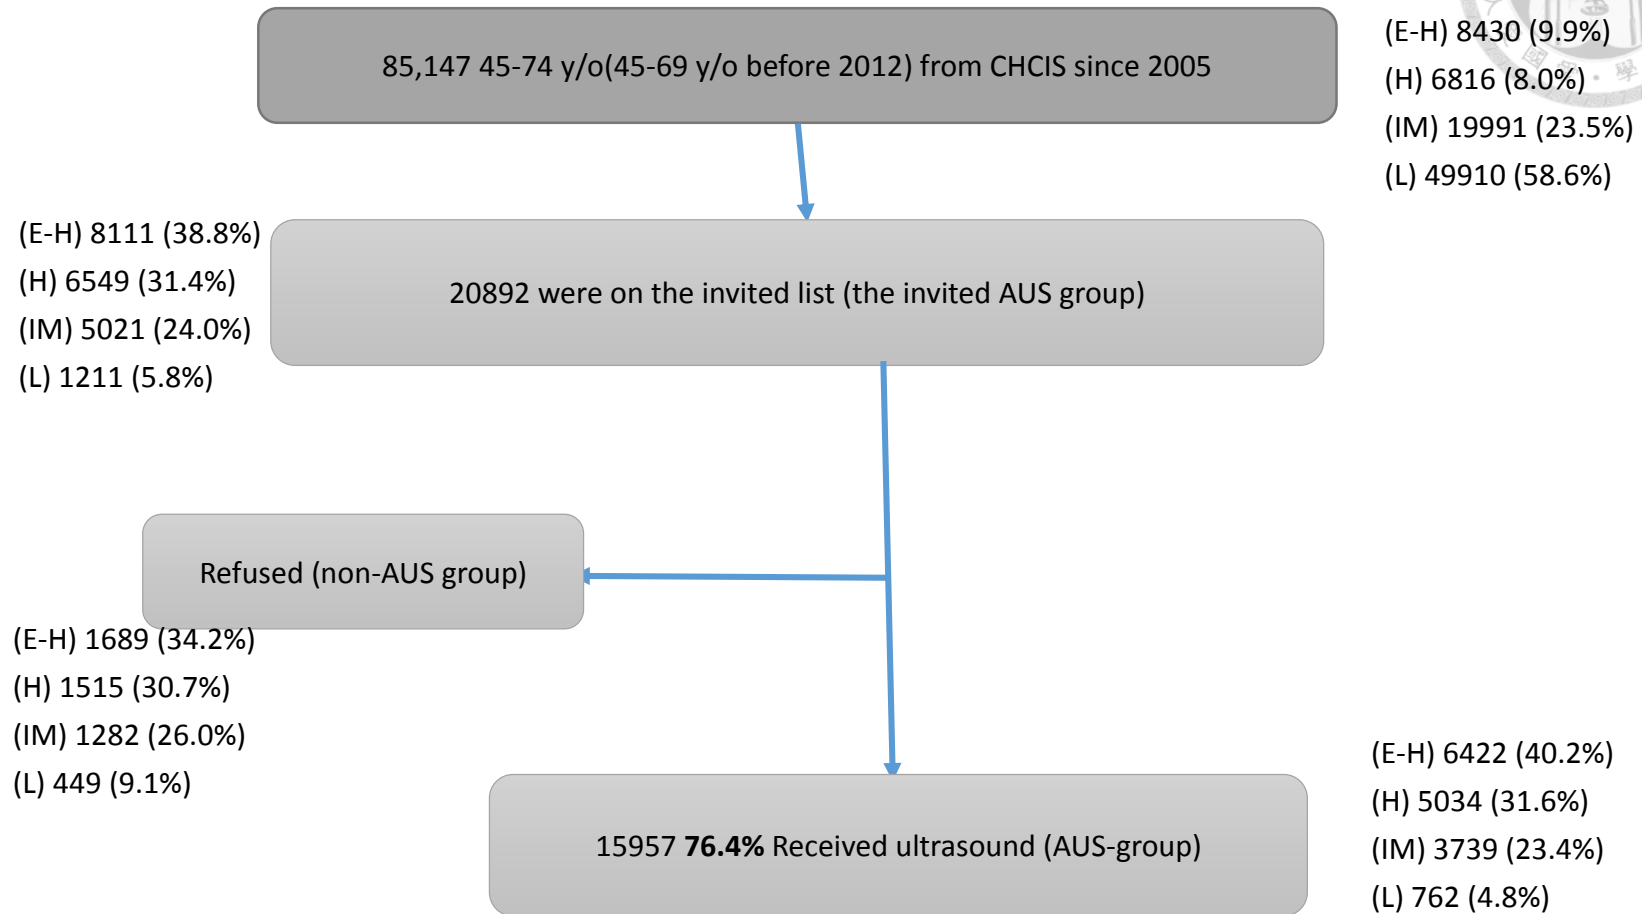 85,147 45-74 y/o(45-69 y/o before 2012) from CHCIS since 2005
(E-H) 8430 (9.9%)
(H) 6816 (8.0%)
(IM) 19991 (23.5%)
(L) 49910 (58.6%)
(E-H) 8111 (38.8%)
(H) 6549 (31.4%)
(IM) 5021 (24.0%)
(L) 1211 (5.8%)
20892 were on the invited list (the invited AUS group)
Refused (non-AUS group)
(E-H) 1689 (34.2%)
(H) 1515 (30.7%)
(IM) 1282 (26.0%)
(L) 449 (9.1%)
15957 76.4% Received ultrasound (AUS-group)
(E-H) 6422 (40.2%)
(H) 5034 (31.6%)
(IM) 3739 (23.4%)
(L) 762 (4.8%)